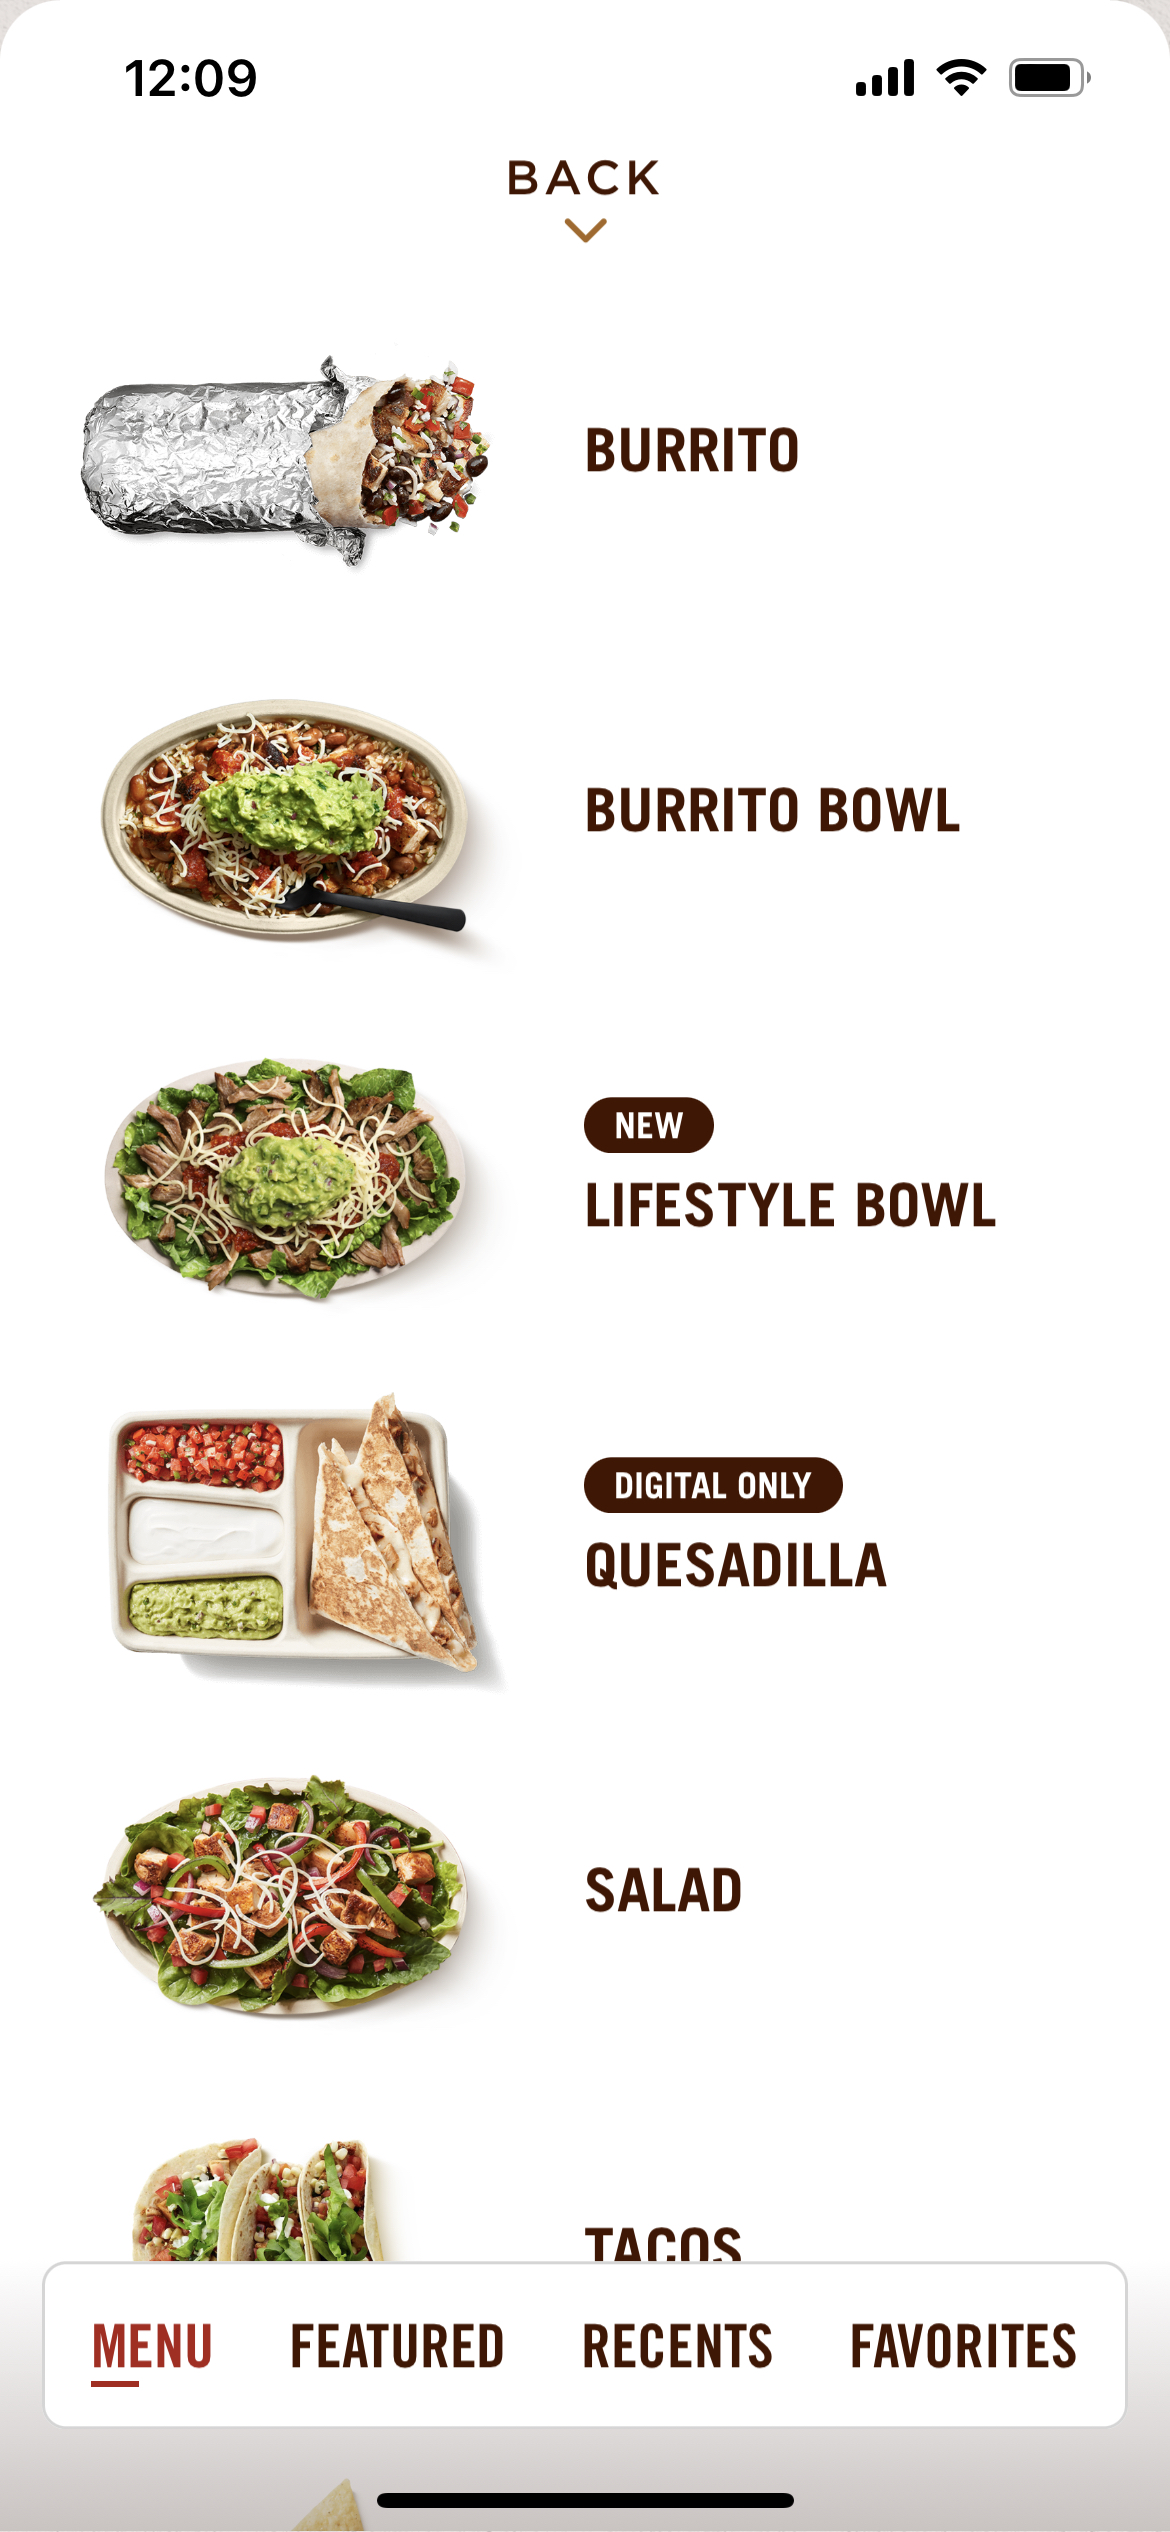 12:09
BACK
BURRITO
BURRITO BOWL
NEW
LIFESTYLE BOWL
DIGITAL ONLY
QUESADILLA
SALAD
TACOS
MENU FEATURED RECENTS FAVORITES